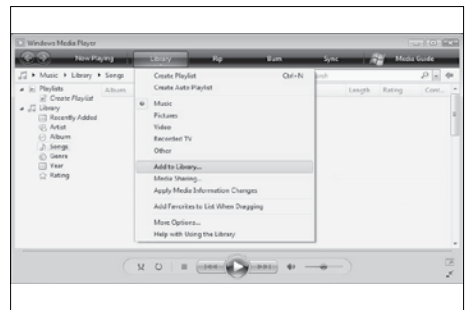 Windows Media Player
Now Playing Library Rip Burn Sync Media Guide
Music Library Songs
Playlists
Create Playlist
Library
Recently Added
Artist
Album
Songs
Genre
Year
Rating
Album
Length Rating
Create Playlist Ctrl+N
Create Auto Playlist
Music
Pictures
Video
Recorded TV
Other
Add to Library...
Media Sharing...
Apply Media Information Changes
Add Favorites to List When Dragging
More Options...
Help with Using the Library